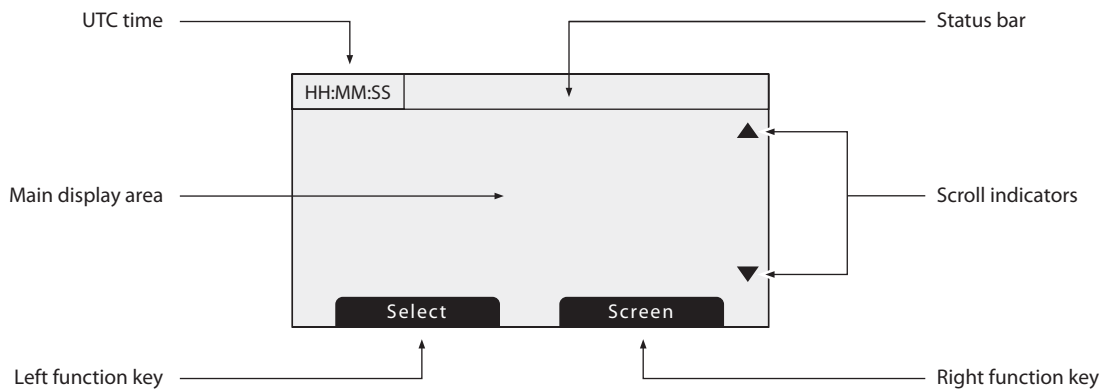 UTC time
Status bar
HH:MM:SS
Main display area
Scroll indicators
Select
Screen
Left function key
Right function key